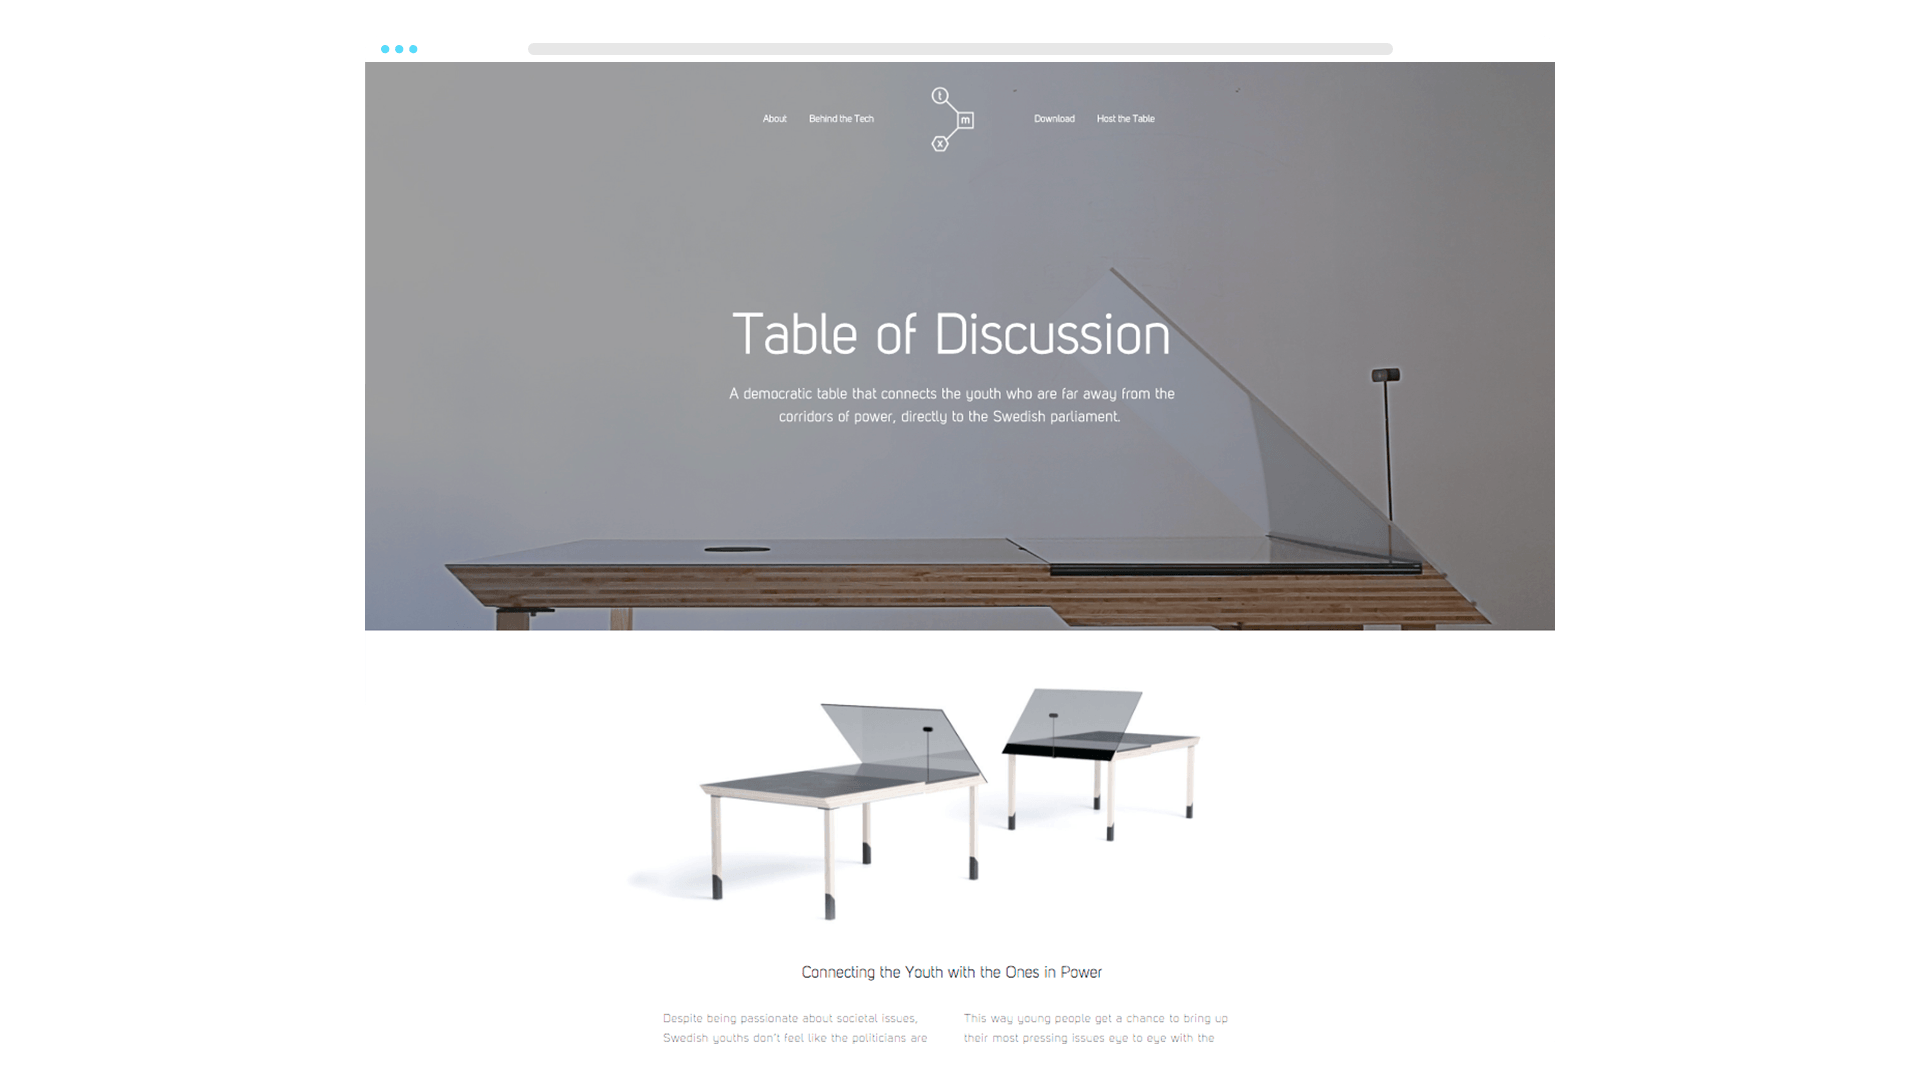 About
Behind the Tech
t
m
x
Download
Host the Table
Table of Discussion
A democratic table that connects the youth who are far away from the
corridors of power, directly to the Swedish parliament.
Connecting the Youth with the Ones in Power
Despite being passionate about societal issues,
Swedish youths don't feel like the politicians are
This way young people get a chance to bring up
their most pressing issues eye to eye with the